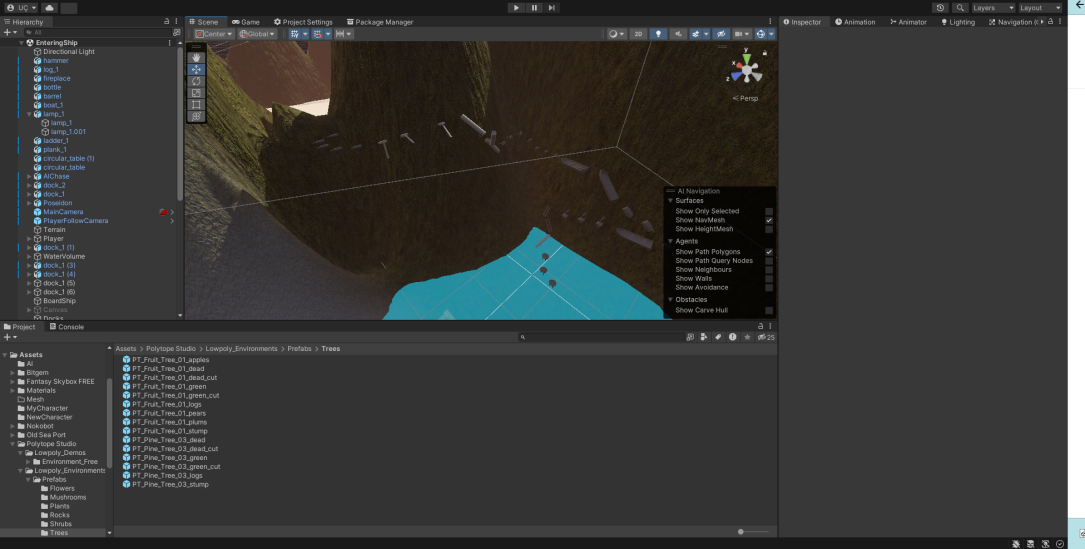 UÇ
Layers
Layout
Hierarchy
Scene
Game
Project Settings
Package Manager
Inspector
Animation
Animator
Lighting
Navigation (
All
Center
Global
2D
EnteringShip
Directional Light
hammer
log_1
fireplace
bottle
barrel
boat_1
lamp_1
lamp_1
lamp_1.001
ladder_1
plank_1
circular_table (1)
circular_table
AIChase
dock_2
dock_1
Poseidon
MainCamera
PlayerFollowCamera
Terrain
Player
dock_1 (1)
WaterVolume
dock_1 (3)
dock_1 (4)
dock_1 (5)
dock_1 (6)
BoardShip
Canvas
Docks
y
x
z
< Persp
AI Navigation
Surfaces
Show Only Selected
Show NavMesh
Show HeightMesh
Agents
Show Path Polygons
Show Path Query Nodes
Show Neighbours
Show Walls
Show Avoidance
Obstacles
Show Carve Hull
Project
Console
25
Assets
AI
Bitgem
Fantasy Skybox FREE
Materials
Mesh
MyCharacter
NewCharacter
Nokobot
Old Sea Port
Polytope Studio
Lowpoly_Demos
Environment_Free
Lowpoly_Environments
Prefabs
Flowers
Mushrooms
Plants
Rocks
Shrubs
Trees
Assets > Polytope Studio > Lowpoly_Environments > Prefabs > Trees
PT_Fruit_Tree_01_apples
PT_Fruit_Tree_01_dead
PT_Fruit_Tree_01_dead_cut
PT_Fruit_Tree_01_green
PT_Fruit_Tree_01_green_cut
PT_Fruit_Tree_01_logs
PT_Fruit_Tree_01_pears
PT_Fruit_Tree_01_plums
PT_Fruit_Tree_01_stump
PT_Pine_Tree_03_dead
PT_Pine_Tree_03_dead_cut
PT_Pine_Tree_03_green
PT_Pine_Tree_03_green_cut
PT_Pine_Tree_03_logs
PT_Pine_Tree_03_stump